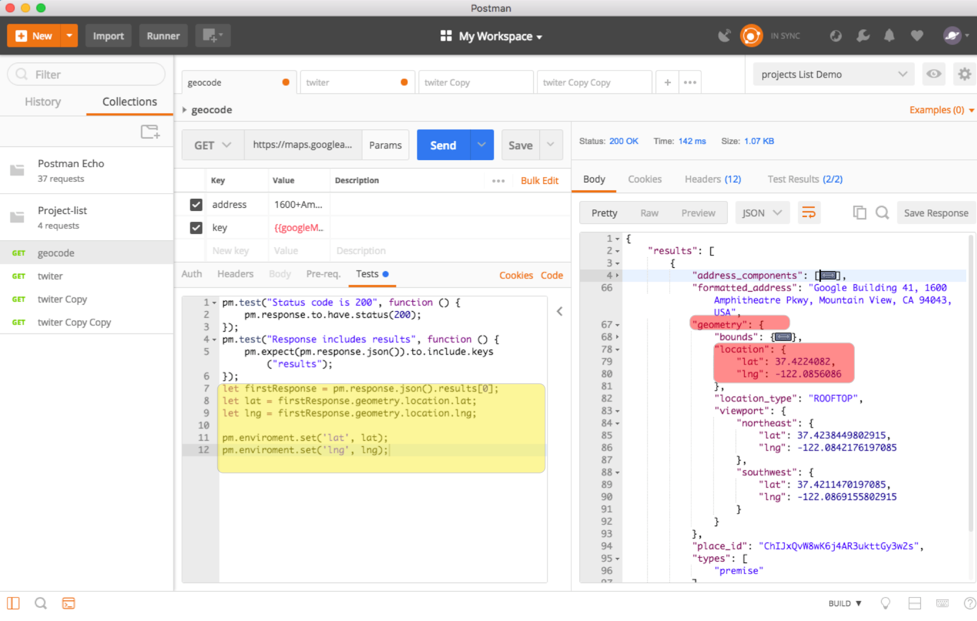 Postman
New
Import
Runner
My Workspace
IN SYNC
Filter
History
Collections
Postman Echo
37 requests
Project-list
4 requests
GET geocode
GET twiter
GET twiter Copy
GET twiter Copy Copy
geocode
twiter
twiter Copy
twiter Copy Copy
+
•••
projects List Demo
geocode
Examples (0)
GET
https://maps.googlea...
Params
Send
Save
Key Value Description
••• Bulk Edit
address 1600+Am...
key {{googleM...
New key Value Description
Auth Headers Body Pre-req. Tests
Cookies Code
1 pm.test("Status code is 200", function () {
2 pm.response.to.have.status(200);
3 });
4 pm.test("Response includes results", function () {
5 pm.expect(pm.response.json()).to.include.keys
("results");
6 });
7 let firstResponse = pm.response.json().results[0];
8 let lat = firstResponse.geometry.location.lat;
9 let lng = firstResponse.geometry.location.lng;
10
11 pm.enviroment.set('lat', lat);
12 pm.enviroment.set('lng', lng);
Status: 200 OK Time: 142 ms Size: 1.07 KB
Body Cookies Headers (12) Test Results (2/2)
Pretty Raw Preview JSON Save Response
1 {
2 "results": [
3 {
4 "address_components": [],
66 "formatted_address": "Google Building 41, 1600
Amphitheatre Pkwy, Mountain View, CA 94043,
USA",
67 "geometry": {
68 "bounds": {},
78 "location": {
79 "lat": 37.4224082,
80 "lng": -122.0856086
81 },
82 "location_type": "ROOFTOP",
83 "viewport": {
84 "northeast": {
85 "lat": 37.4238449802915,
86 "lng": -122.0842176197085
87 },
88 "southwest": {
89 "lat": 37.4211470197085,
90 "lng": -122.0869155802915
91 }
92 }
93 },
94 "place_id": "ChIJxQvW8wK6j4AR3ukttGy3w2s",
95 "types": [
96 "premise"
BUILD